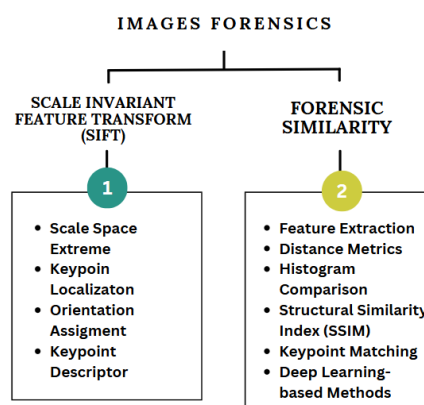 IMAGES FORENSICS
SCALE INVARIANT
FEATURE TRANSFORM
(SIFT)
1
• Scale Space
Extreme
• Keypoin
Localizaton
• Orientation
Assigment
• Keypoint
Descriptor
FORENSIC
SIMILARITY
2
• Feature Extraction
• Distance Metrics
• Histogram
Comparison
• Structural Similarity
Index (SSIM)
• Keypoint Matching
• Deep Learning-
based Methods